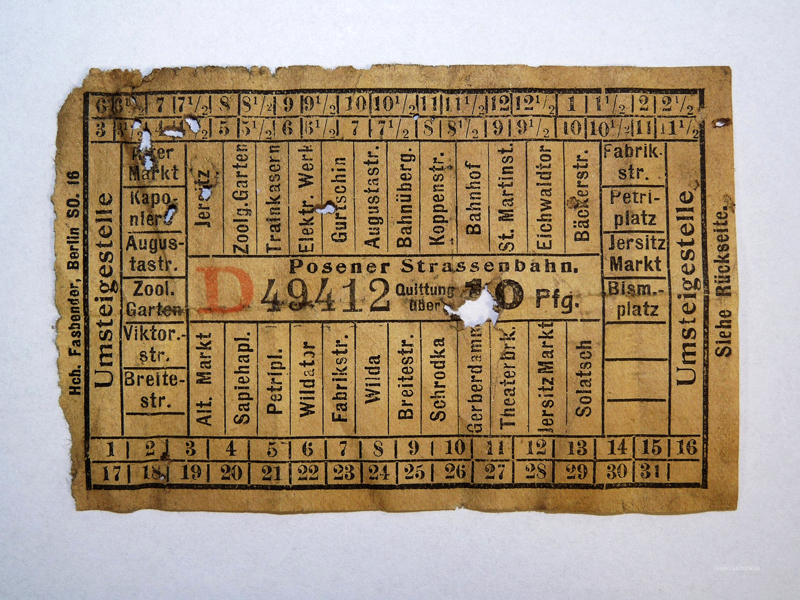 Hch. Fasbender, Berlin SO. 16
Umsteigestelle
6 7 7½ 8 8½ 9 9½ 10 10½ 11 11½ 12 12½ 1 1½ 2 2½
3 5 5½ 6 6½ 7 7½ 8 8½ 9 9½ 10 10½ 11 11½
Markt
Kapo-
nier
Augus-
tastr.
Zool.
Garten
Viktor.-
str.
Breite-
str.
Jersitz
Zoolg.Garten
Trainkasern
Elektr. Werk
Gurtschin
Augustastr.
Bahnüberg.
Koppenstr.
Bahnhof
St. Martinst.
Eichwaldtor
Bäckerstr.
Posener Strassenbahn.
D 49412 Quittung über Pfg.
Alt. Markt
Sapiehapl.
Petripl.
Wildator
Fabrikstr.
Wilda
Breitestr.
Schrodka
Gerberdamm
Theaterbrk.
Jersitz Markt
Solatsch
Fabrik-
str.
Petri-
platz
Jersitz
Markt
Bism.-
platz
Umsteigestelle
Siehe Rückseite.
1 2 3 4 5 6 7 8 9 10 11 12 13 14 15 16
17 18 19 20 21 22 23 24 25 26 27 28 29 30 31